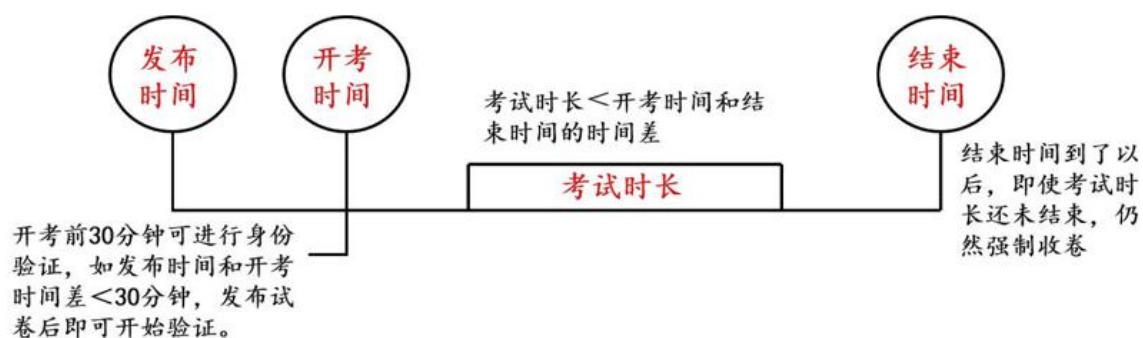 发布
时间
开考
时间
结束
时间
考试时长＜开考时间和结
束时间的时间差
考试时长
结束时间到了以
后，即使考试时
长还未结束，仍
然强制收卷
开考前30分钟可进行身份
验证，如发布时间和开考
时间差＜30分钟，发布试
卷后即可开始验证。